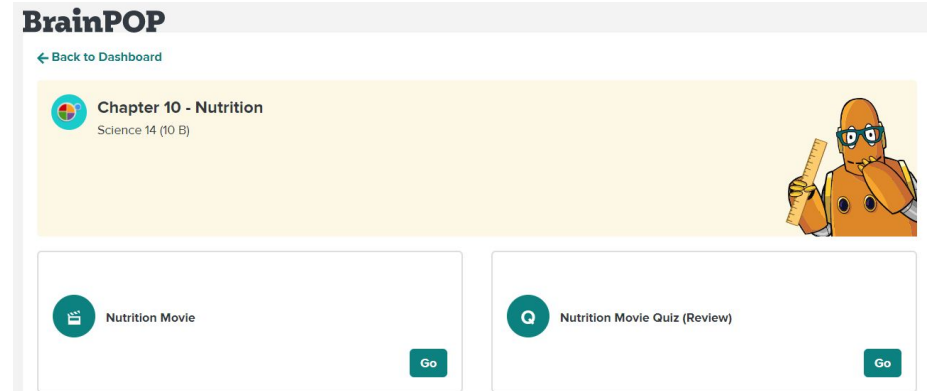 BrainPOP
← Back to Dashboard
Chapter 10 - Nutrition
Science 14 (10 B)
Nutrition Movie
Go
Q
Nutrition Movie Quiz (Review)
Go